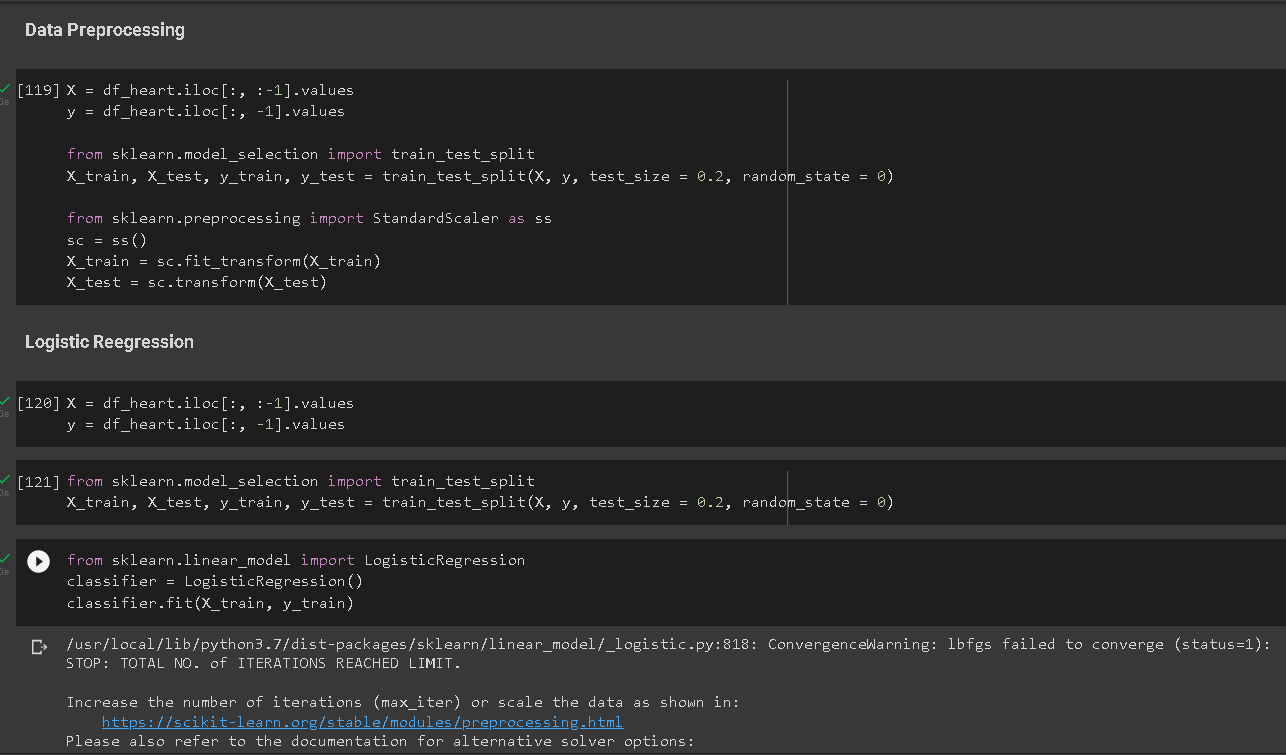 Data Preprocessing
[119] X = df_heart.iloc[:, :-1].values
y = df_heart.iloc[:, -1].values
from sklearn.model_selection import train_test_split
X_train, X_test, y_train, y_test = train_test_split(X, y, test_size = 0.2, random_state = 0)
from sklearn.preprocessing import StandardScaler as ss
sc = ss()
X_train = sc.fit_transform(X_train)
X_test = sc.transform(X_test)
Logistic Reegression
[120] X = df_heart.iloc[:, :-1].values
y = df_heart.iloc[:, -1].values
[121] from sklearn.model_selection import train_test_split
X_train, X_test, y_train, y_test = train_test_split(X, y, test_size = 0.2, random_state = 0)
from sklearn.linear_model import LogisticRegression
classifier = LogisticRegression()
classifier.fit(X_train, y_train)
/usr/local/lib/python3.7/dist-packages/sklearn/linear_model/_logistic.py:818: ConvergenceWarning: lbfgs failed to converge (status=1):
STOP: TOTAL NO. of ITERATIONS REACHED LIMIT.
Increase the number of iterations (max_iter) or scale the data as shown in:
https://scikit-learn.org/stable/modules/preprocessing.html
Please also refer to the documentation for alternative solver options: